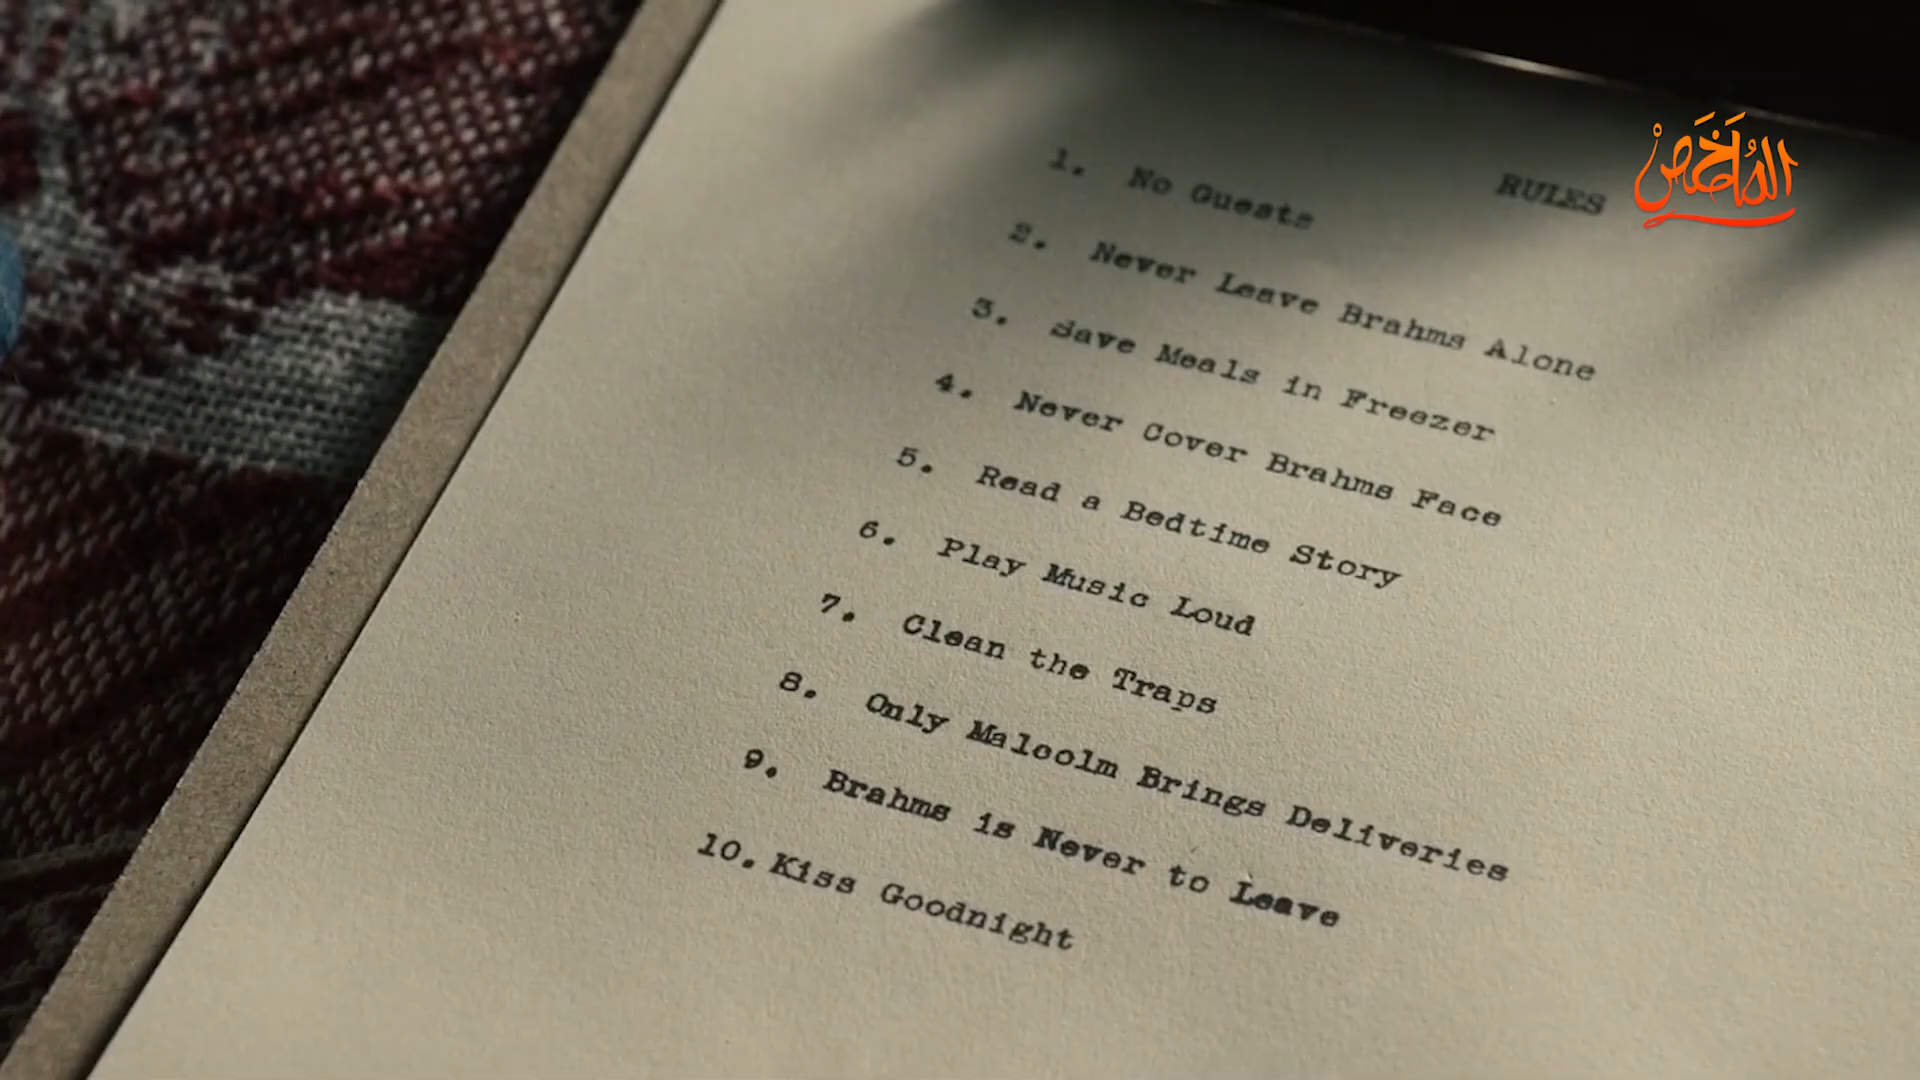 RULES
1. No Guests
2. Never Leave Brahms Alone
3. Save Meals in Freezer
4. Never Cover Brahms Face
5. Read a Bedtime Story
6. Play Music Loud
7. Clean the Traps
8. Only Malcolm Brings Deliveries
9. Brahms is Never to Leave
10. Kiss Goodnight
الملخص